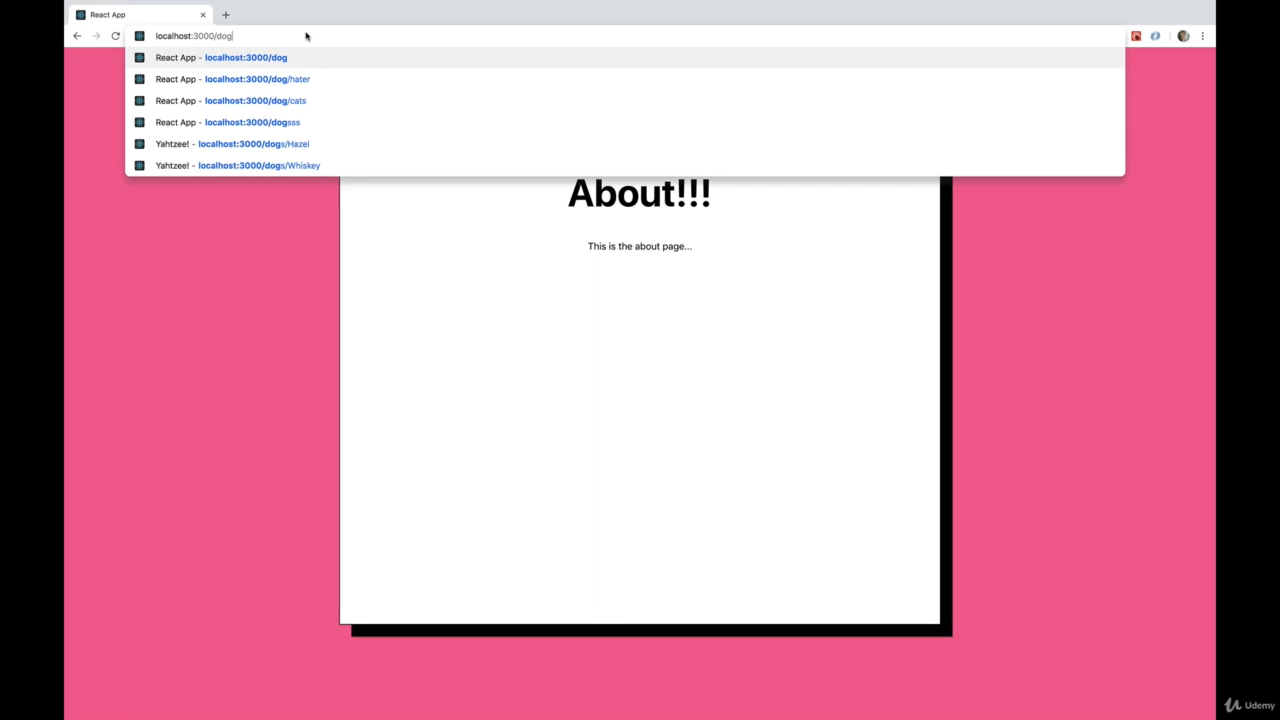 React App
localhost:3000/dog
React App - localhost:3000/dog
React App - localhost:3000/dog/hater
React App - localhost:3000/dog/cats
React App - localhost:3000/dogsss
Yahtzee! - localhost:3000/dogs/Hazel
Yahtzee! - localhost:3000/dogs/Whiskey
About!!!
This is the about page...
Udemy